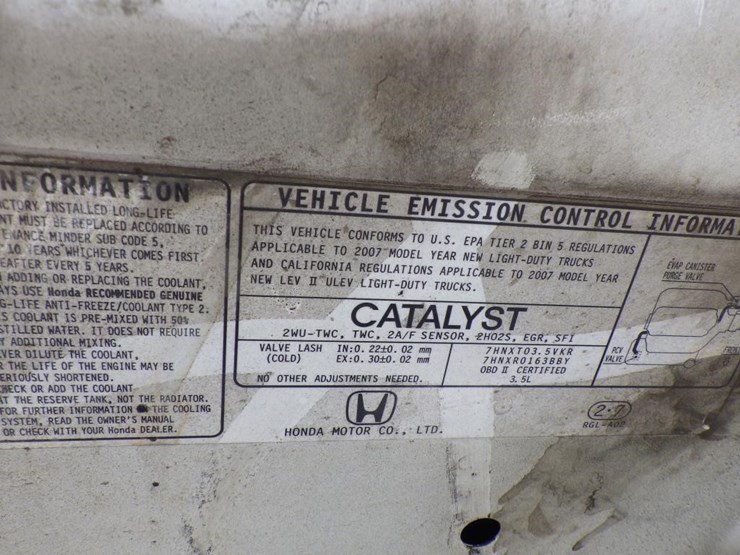 NFORMATION
ACTORY INSTALLED LONG-LIFE
NT MUST BE REPLACED ACCORDING TO
TENANCE MINDER SUB CODE 5,
10 YEARS WHICHEVER COMES FIRST.
EAFTER EVERY 5 YEARS.
ADDING OR REPLACING THE COOLANT,
AYS USE Honda RECOMMENDED GENUINE
G-LIFE ANTI-FREEZE/COOLANT TYPE 2.
S COOLANT IS PRE-MIXED WITH 50%
STILLED WATER. IT DOES NOT REQUIRE
Y ADDITIONAL MIXING.
VER DILUTE THE COOLANT,
R THE LIFE OF THE ENGINE MAY BE
ERIOUSLY SHORTENED.
HECK OR ADD THE COOLANT
AT THE RESERVE TANK, NOT THE RADIATOR.
FOR FURTHER INFORMATION THE COOLING
SYSTEM, READ THE OWNER'S MANUAL
OR CHECK WITH YOUR Honda DEALER.
VEHICLE EMISSION CONTROL INFORMA
THIS VEHICLE CONFORMS TO U.S. EPA TIER 2 BIN 5 REGULATIONS
APPLICABLE TO 2007 MODEL YEAR NEW LIGHT-DUTY TRUCKS
AND CALIFORNIA REGULATIONS APPLICABLE TO 2007 MODEL YEAR
NEW LEV II ULEV LIGHT-DUTY TRUCKS.
CATALYST
2WU-TWC, TWC, 2A/F SENSOR, 2HO2S, EGR, SFI
VALVE LASH IN:0.22±0.02 mm
(COLD) EX:0.30±0.02 mm
NO OTHER ADJUSTMENTS NEEDED.
7HNXT03.5VKR
7HNXR0163BBY
OBD II CERTIFIED
3.5L
EVAP CANISTER
PURGE VALVE
PCV
VALVE
HONDA MOTOR CO., LTD.
2-7
RGL-A02